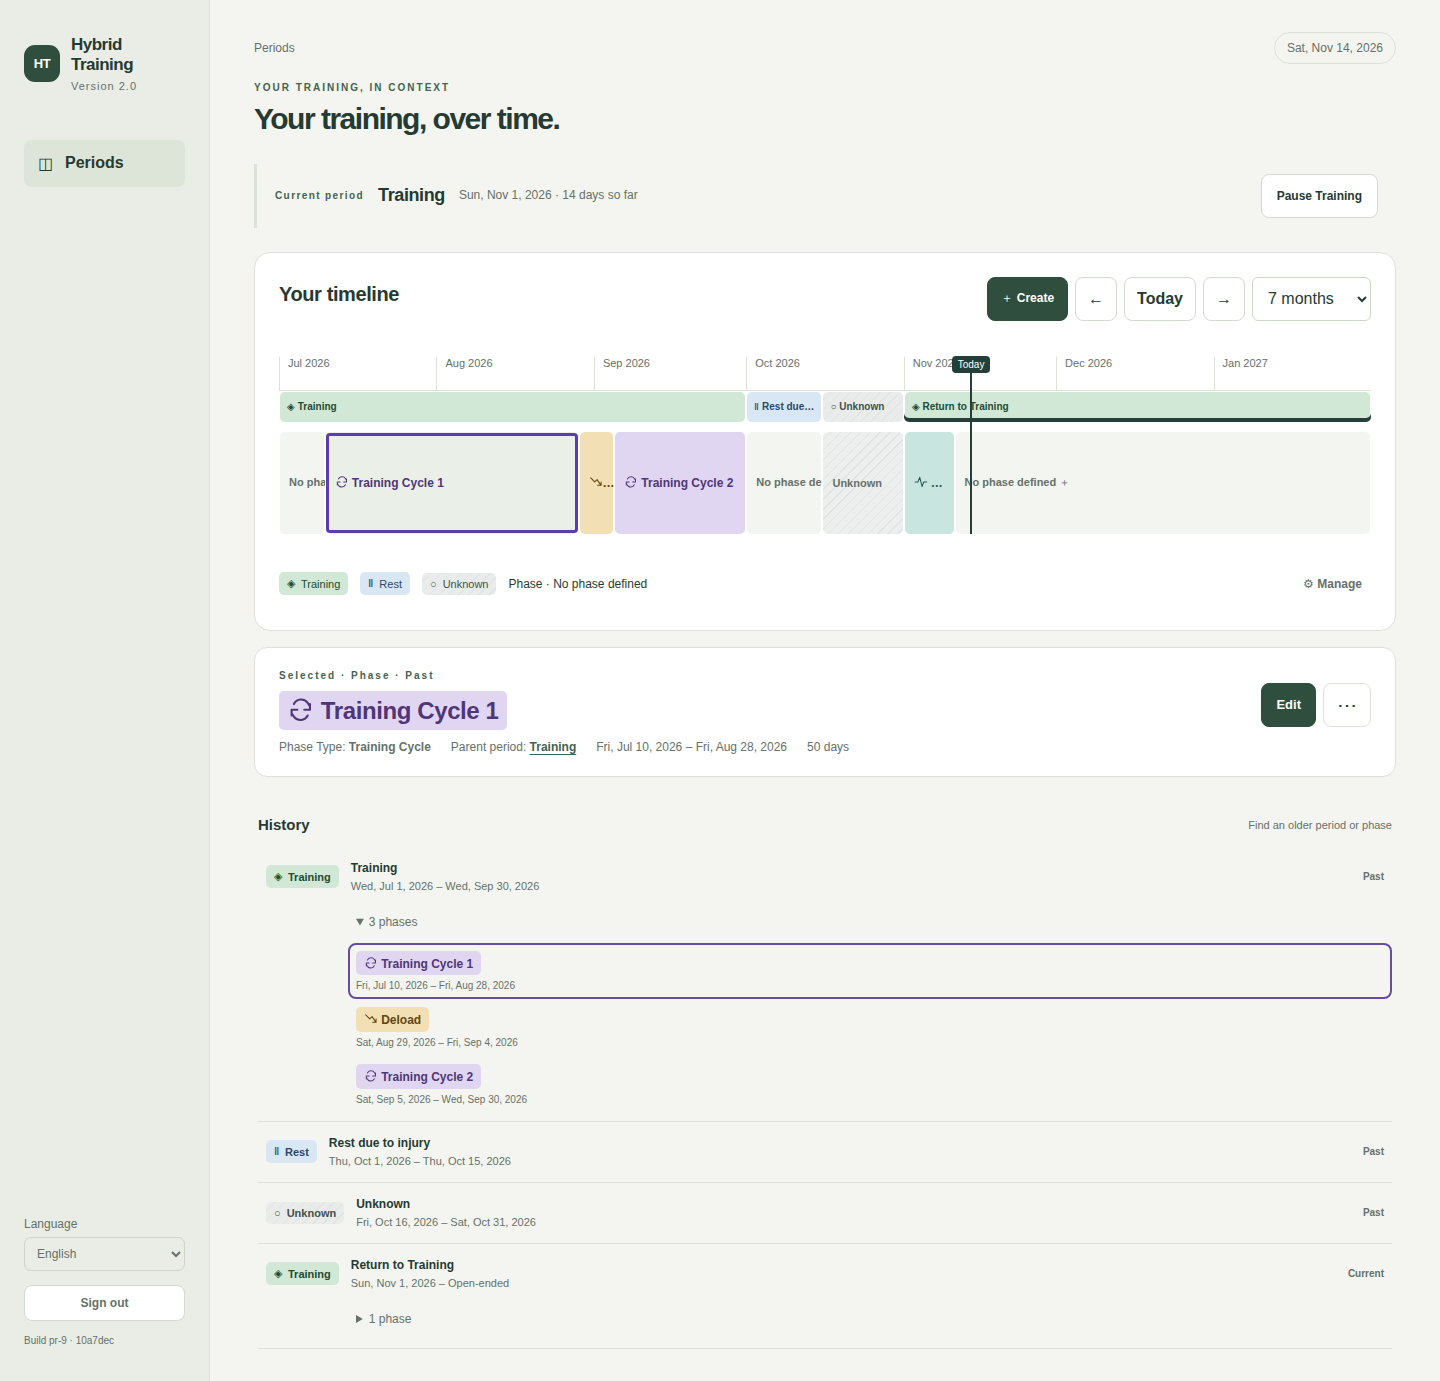 HT
Hybrid
Training
Version 2.0
Periods
Language
English
Sign out
Build pr-9 · 10a7dec
Periods
Sat, Nov 14, 2026
YOUR TRAINING, IN CONTEXT
Your training, over time.
Current period Training Sun, Nov 1, 2026 · 14 days so far
Pause Training
Your timeline
+ Create
←
Today
→
7 months
Jul 2026
Aug 2026
Sep 2026
Oct 2026
Nov 202
Today
Dec 2026
Jan 2027
Training
Rest due…
Unknown
Return to Training
No pha
Training Cycle 1
…
Training Cycle 2
No phase de
Unknown
…
No phase defined +
Training
Rest
Unknown
Phase · No phase defined
Manage
Selected · Phase · Past
Training Cycle 1
Edit
···
Phase Type: Training Cycle
Parent period: Training
Fri, Jul 10, 2026 – Fri, Aug 28, 2026
50 days
History
Find an older period or phase
Training
Training
Wed, Jul 1, 2026 – Wed, Sep 30, 2026
Past
3 phases
Training Cycle 1
Fri, Jul 10, 2026 – Fri, Aug 28, 2026
Deload
Sat, Aug 29, 2026 – Fri, Sep 4, 2026
Training Cycle 2
Sat, Sep 5, 2026 – Wed, Sep 30, 2026
Rest
Rest due to injury
Thu, Oct 1, 2026 – Thu, Oct 15, 2026
Past
Unknown
Unknown
Fri, Oct 16, 2026 – Sat, Oct 31, 2026
Past
Training
Return to Training
Sun, Nov 1, 2026 – Open-ended
Current
1 phase